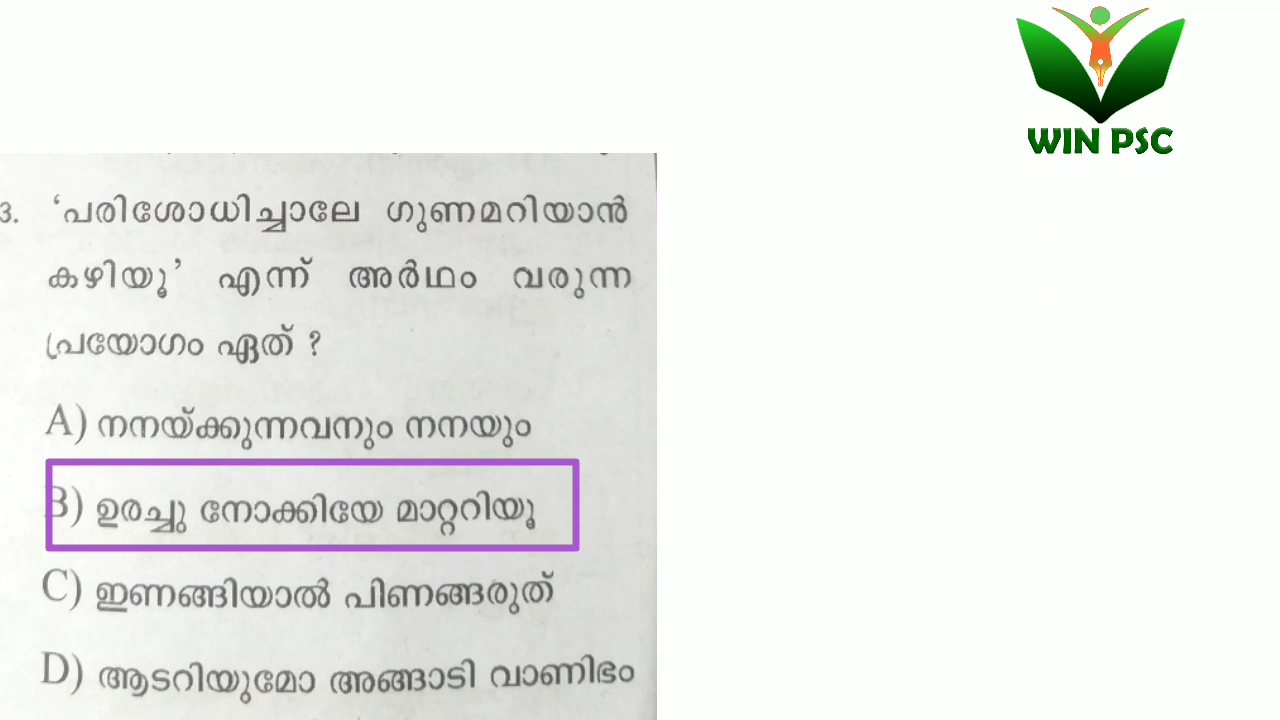 WIN PSC
3. ‘പരിശോധിച്ചാലേ ഗുണമറിയാൻ
കഴിയൂ’ എന്ന് അർഥം വരുന്ന
പ്രയോഗം ഏത് ?
A) നനയ്ക്കുന്നവനും നനയും
B) ഉരച്ചു നോക്കിയേ മാറ്ററിയൂ
C) ഇണങ്ങിയാൽ പിണങ്ങരുത്
D) ആടറിയുമോ അങ്ങാടി വാണിഭം